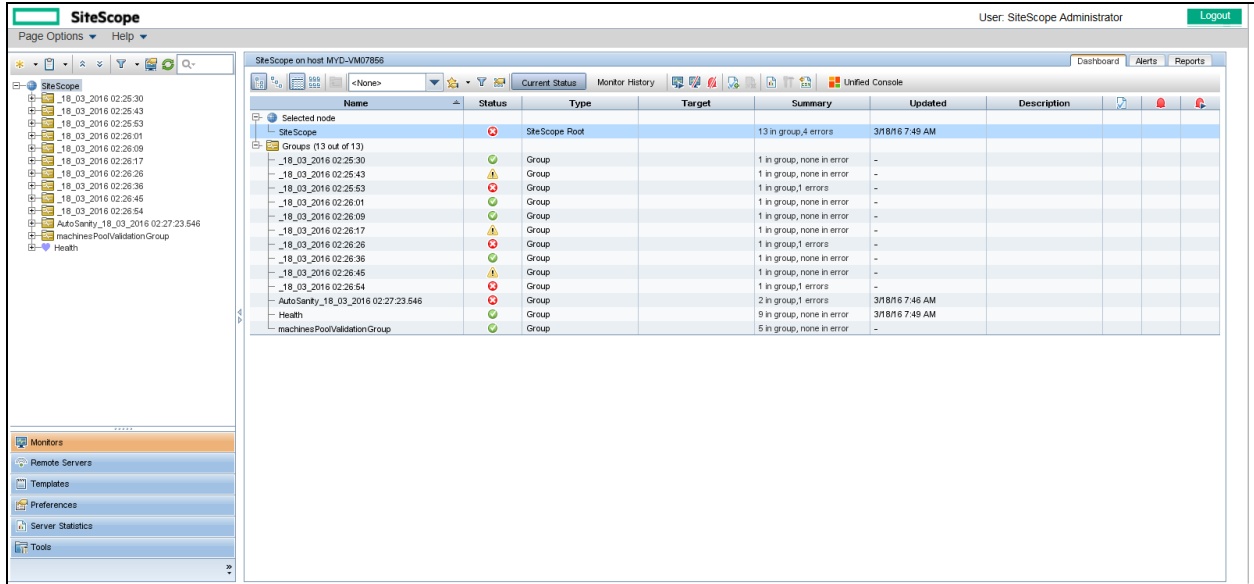 SiteScope
User: SiteScope Administrator
Logout
Page Options Help
SiteScope
_18_03_2016 02:25:30
_18_03_2016 02:25:43
_18_03_2016 02:25:53
_18_03_2016 02:26:01
_18_03_2016 02:26:09
_18_03_2016 02:26:17
_18_03_2016 02:26:26
_18_03_2016 02:26:36
_18_03_2016 02:26:45
_18_03_2016 02:26:54
AutoSanity_18_03_2016 02:27:23.546
machinesPoolValidationGroup
Health
Monitors
Remote Servers
Templates
Preferences
Server Statistics
Tools
SiteScope on host MYD-VM07856
Dashboard Alerts Reports
<None> Current Status Monitor History Unified Console
Name Status Type Target Summary Updated Description
Selected node
SiteScope SiteScope Root 13 in group,4 errors 3/18/16 7:49 AM
Groups (13 out of 13)
_18_03_2016 02:25:30 Group 1 in group, none in error -
_18_03_2016 02:25:43 Group 1 in group, none in error -
_18_03_2016 02:25:53 Group 1 in group,1 errors -
_18_03_2016 02:26:01 Group 1 in group, none in error -
_18_03_2016 02:26:09 Group 1 in group, none in error -
_18_03_2016 02:26:17 Group 1 in group, none in error -
_18_03_2016 02:26:26 Group 1 in group,1 errors -
_18_03_2016 02:26:36 Group 1 in group, none in error -
_18_03_2016 02:26:45 Group 1 in group, none in error -
_18_03_2016 02:26:54 Group 1 in group,1 errors -
AutoSanity_18_03_2016 02:27:23.546 Group 2 in group,1 errors 3/18/16 7:46 AM
Health Group 9 in group, none in error 3/18/16 7:49 AM
machinesPoolValidationGroup Group 5 in group, none in error -